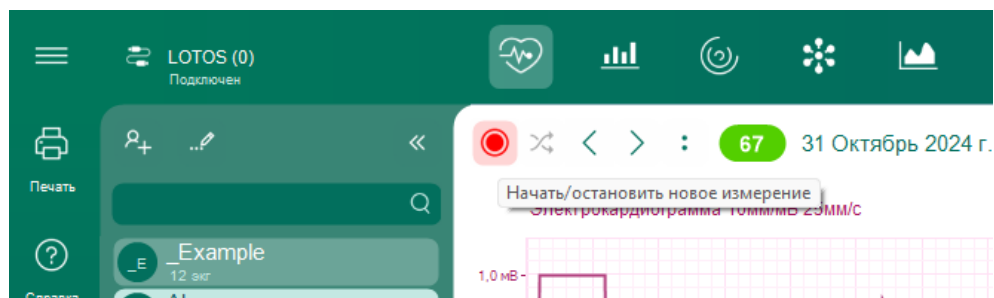 LOTOS (0)
Подключен
67
31 Октябрь 2024 г.
Печать
Начать/остановить новое измерение
Электрокардиограмма 10мм/мВ 25мм/с
_E
_Example
12 экг
1,0 мВ
Справка